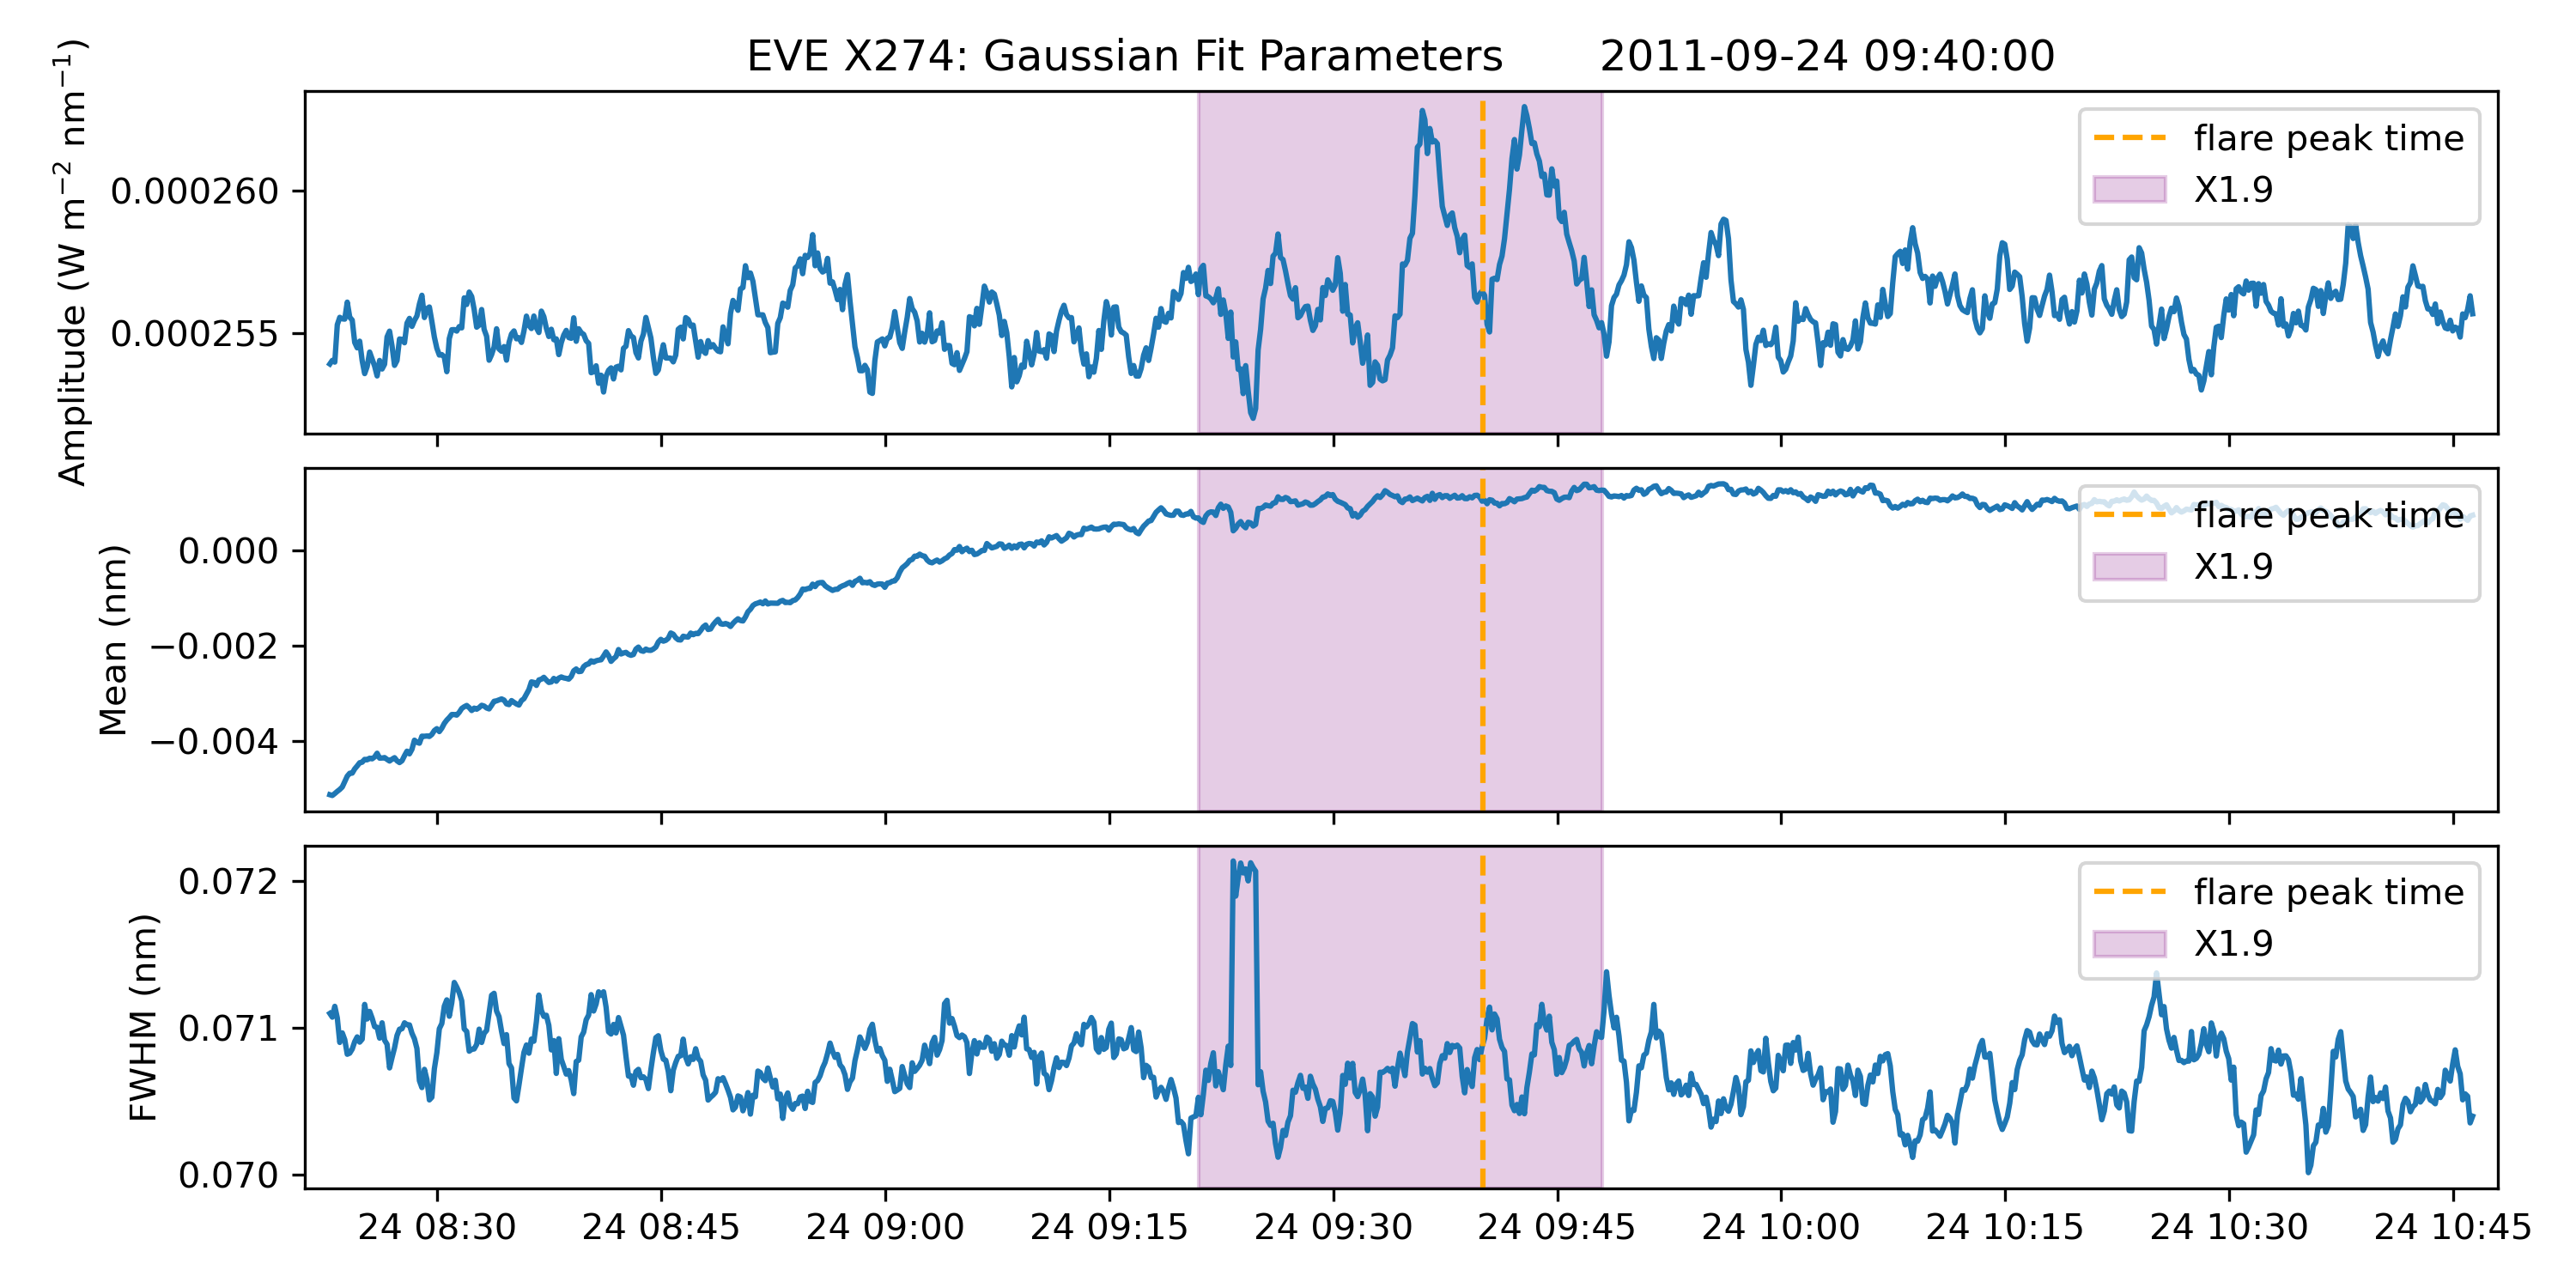 EVE X274: Gaussian Fit Parameters 2011-09-24 09:40:00
Amplitude (W m−2 nm−1)
0.000260
0.000255
flare peak time
X1.9
Mean (nm)
0.000
−0.002
−0.004
flare peak time
X1.9
FWHM (nm)
0.072
0.071
0.070
flare peak time
X1.9
24 08:30 24 08:45 24 09:00 24 09:15 24 09:30 24 09:45 24 10:00 24 10:15 24 10:30 24 10:45